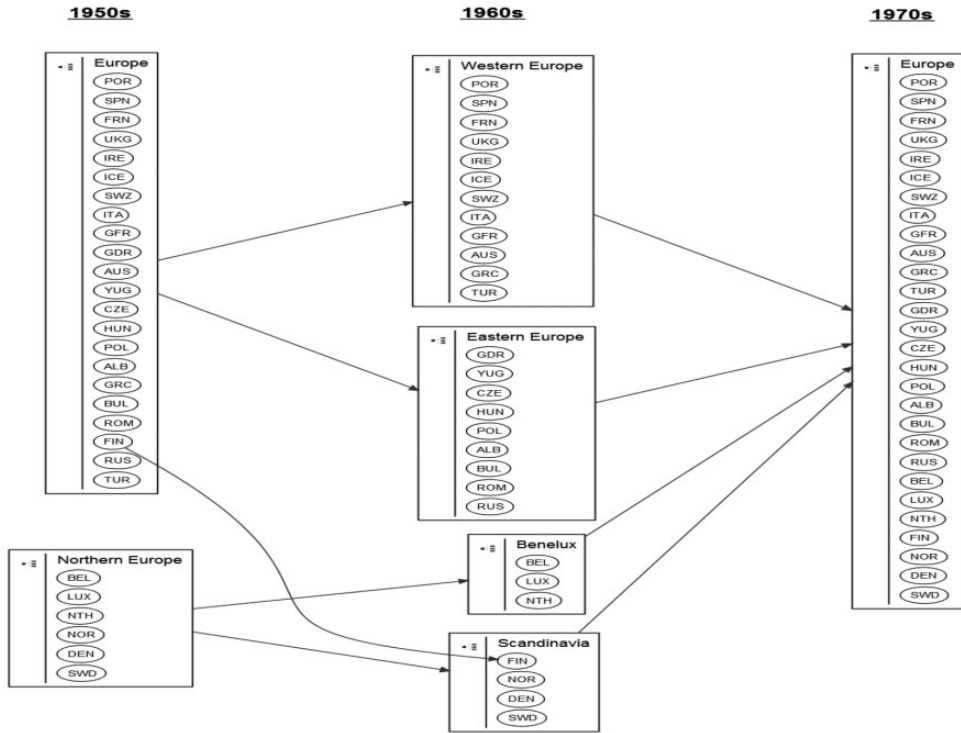 1950s
1960s
1970s
Europe
POR
SPN
FRN
UKG
IRE
ICE
SWZ
ITA
GFR
GDR
AUS
YUG
CZE
HUN
POL
ALB
GRC
BUL
ROM
FIN
RUS
TUR
Northern Europe
BEL
LUX
NTH
NOR
DEN
SWD
Western Europe
POR
SPN
FRN
UKG
IRE
ICE
SWZ
ITA
GFR
AUS
GRC
TUR
Eastern Europe
GDR
YUG
CZE
HUN
POL
ALB
BUL
ROM
RUS
Benelux
BEL
LUX
NTH
Scandinavia
FIN
NOR
DEN
SWD
Europe
POR
SPN
FRN
UKG
IRE
ICE
SWZ
ITA
GFR
AUS
GRC
TUR
GDR
YUG
CZE
HUN
POL
ALB
BUL
ROM
RUS
BEL
LUX
NTH
FIN
NOR
DEN
SWD